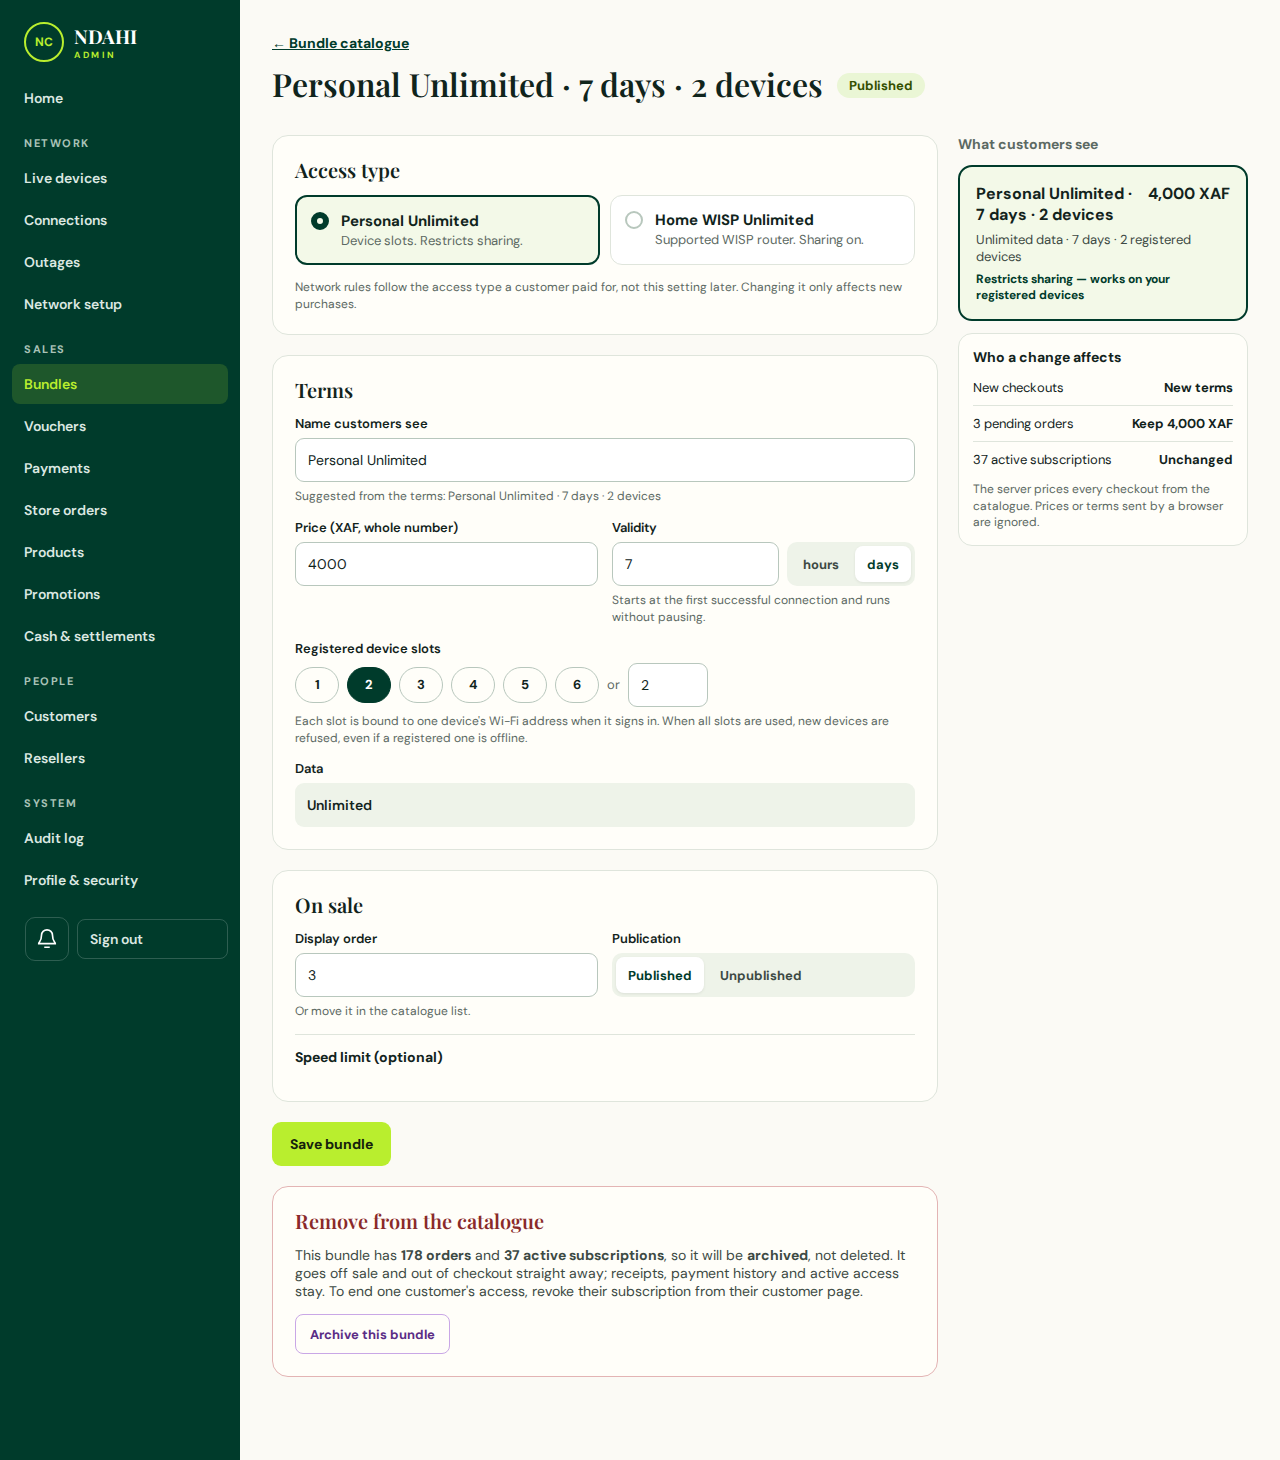 NC
NDAHI
ADMIN
Home
NETWORK
Live devices
Connections
Outages
Network setup
SALES
Bundles
Vouchers
Payments
Store orders
Products
Promotions
Cash & settlements
PEOPLE
Customers
Resellers
SYSTEM
Audit log
Profile & security
Sign out
← Bundle catalogue
Personal Unlimited · 7 days · 2 devices
Published
Access type
Personal Unlimited
Device slots. Restricts sharing.
Home WISP Unlimited
Supported WISP router. Sharing on.
Network rules follow the access type a customer paid for, not this setting later. Changing it only affects new
purchases.
Terms
Name customers see
Personal Unlimited
Suggested from the terms: Personal Unlimited · 7 days · 2 devices
Price (XAF, whole number)
4000
Validity
7
hours
days
Starts at the first successful connection and runs
without pausing.
Registered device slots
1
2
3
4
5
6
or
2
Each slot is bound to one device's Wi-Fi address when it signs in. When all slots are used, new devices are
refused, even if a registered one is offline.
Data
Unlimited
On sale
Display order
3
Or move it in the catalogue list.
Publication
Published
Unpublished
Speed limit (optional)
Save bundle
Remove from the catalogue
This bundle has 178 orders and 37 active subscriptions, so it will be archived, not deleted. It
goes off sale and out of checkout straight away; receipts, payment history and active access
stay. To end one customer's access, revoke their subscription from their customer page.
Archive this bundle
What customers see
Personal Unlimited ·
7 days · 2 devices
4,000 XAF
Unlimited data · 7 days · 2 registered
devices
Restricts sharing — works on your
registered devices
Who a change affects
New checkouts
New terms
3 pending orders
Keep 4,000 XAF
37 active subscriptions
Unchanged
The server prices every checkout from the
catalogue. Prices or terms sent by a browser
are ignored.